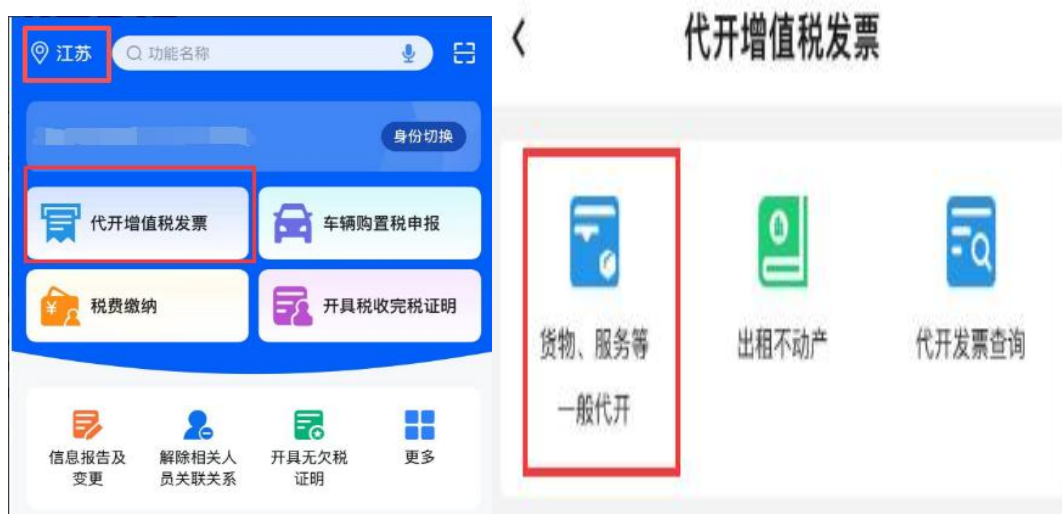 江苏
功能名称
身份切换
代开增值税发票
车辆购置税申报
¥
税费缴纳
开具税收完税证明
信息报告及
变更
解除相关人
员关联关系
开具无欠税
证明
更多
代开增值税发票
货物、服务等
一般代开
出租不动产
代开发票查询